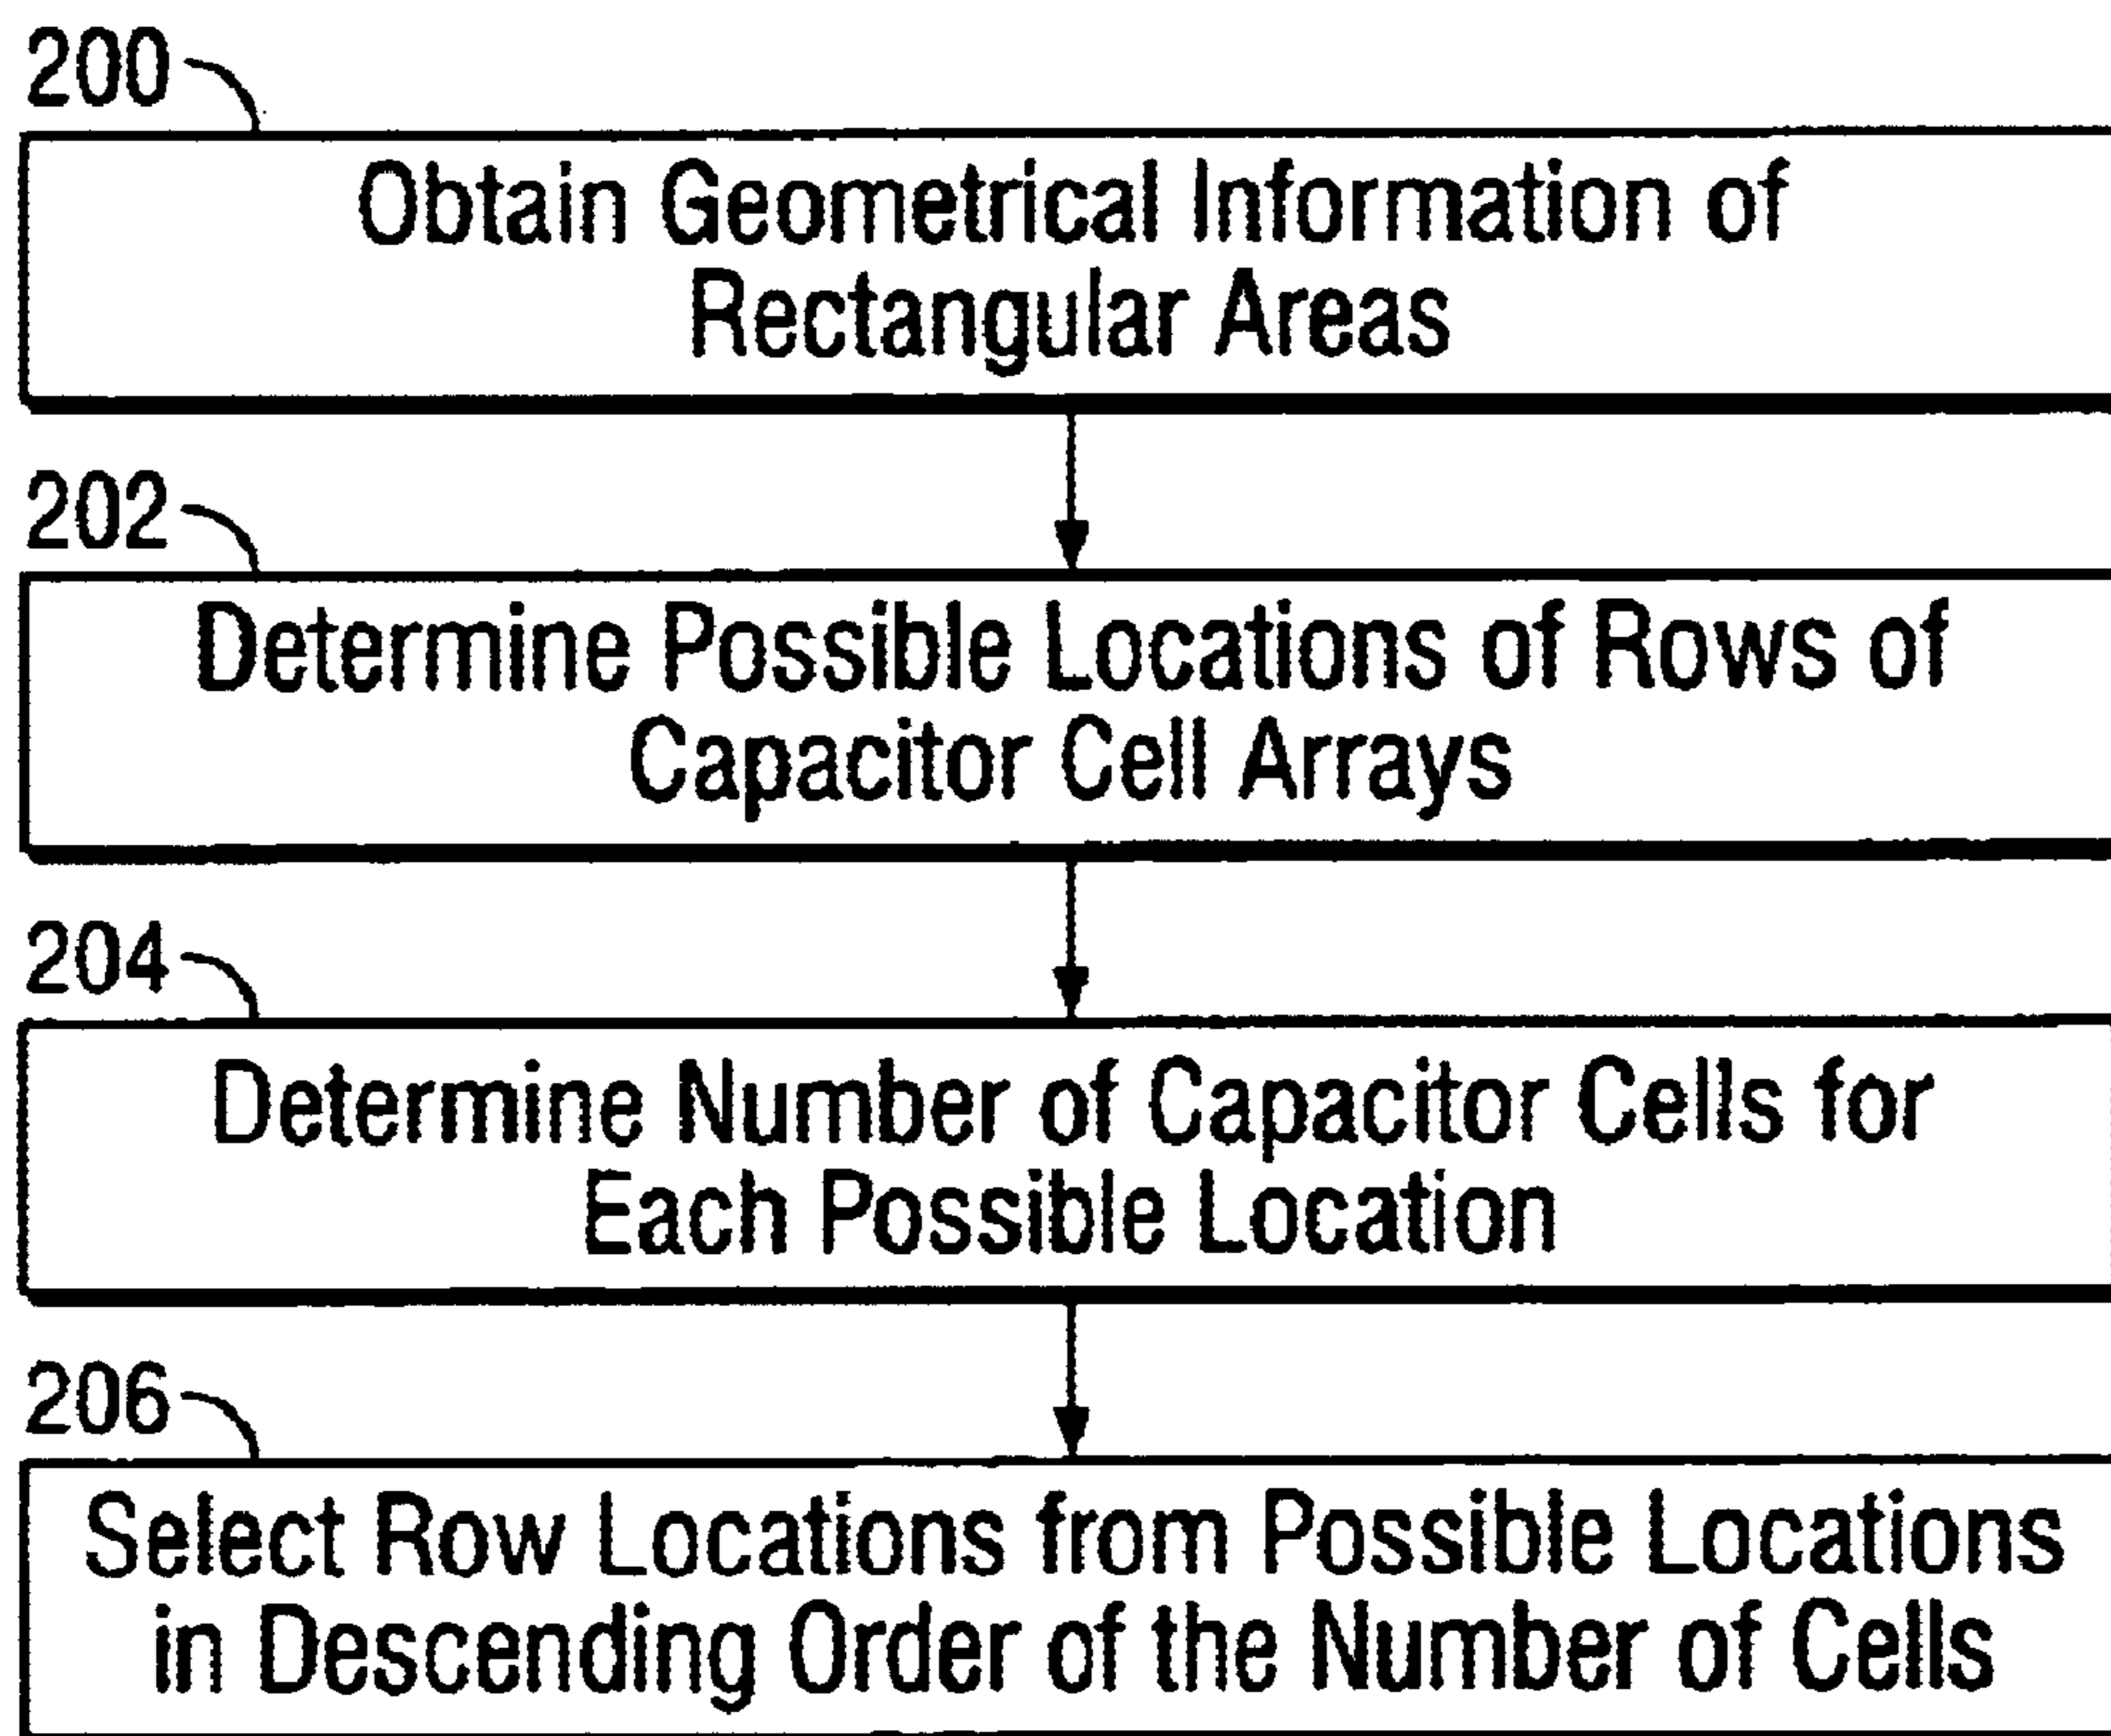 200
Obtain Geometrical Information of
Rectangular Areas
202
Determine Possible Locations of Rows of
Capacitor Cell Arrays
204
Determine Number of Capacitor Cells for
Each Possible Location
206
Select Row Locations from Possible Locations
in Descending Order of the Number of Cells